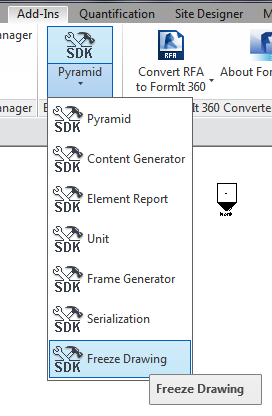 Add-Ins Quantification Site Designer M
anager
SDK
Pyramid
RFA
Convert RFA
to FormIt 360
About For
anager
E
It 360 Converte
SDK Pyramid
SDK Content Generator
SDK Element Report
SDK Unit
SDK Frame Generator
SDK Serialization
SDK Freeze Drawing
Freeze Drawing